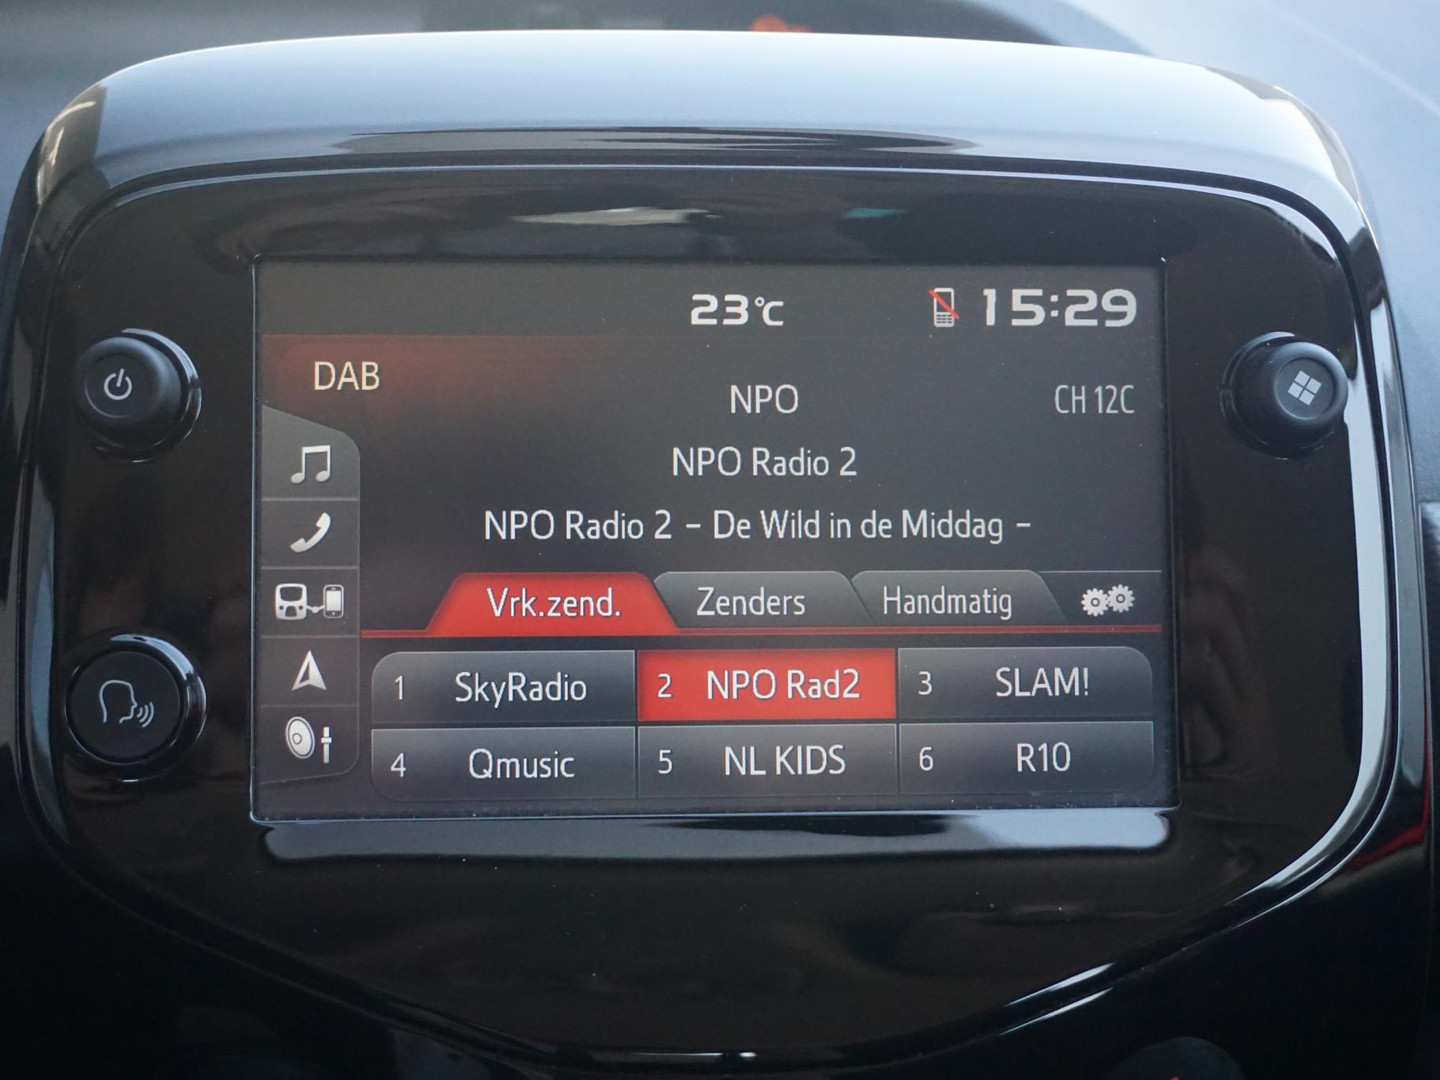 23°C 15:29
DAB
NPO CH 12C
NPO Radio 2
NPO Radio 2 - De Wild in de Middag -
Vrk.zend. Zenders Handmatig
1 SkyRadio 2 NPO Rad2 3 SLAM!
4 Qmusic 5 NL KIDS 6 R10